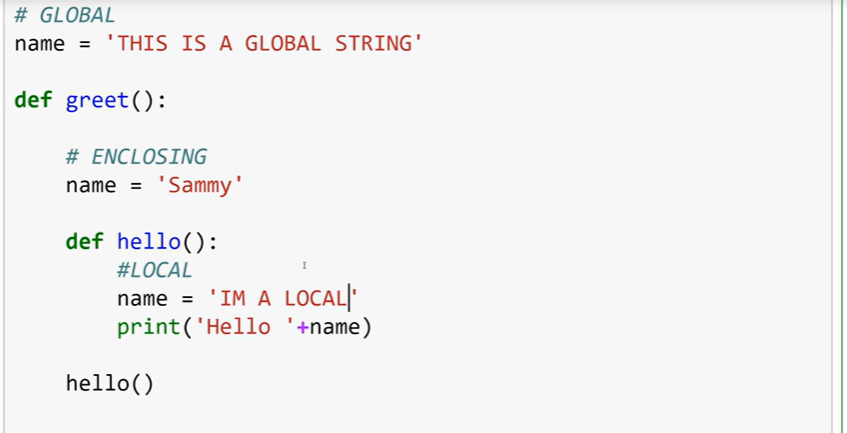 # GLOBAL
name = 'THIS IS A GLOBAL STRING'
def greet():
# ENCLOSING
name = 'Sammy'
def hello():
#LOCAL
name = 'IM A LOCAL'
print('Hello '+name)
hello()